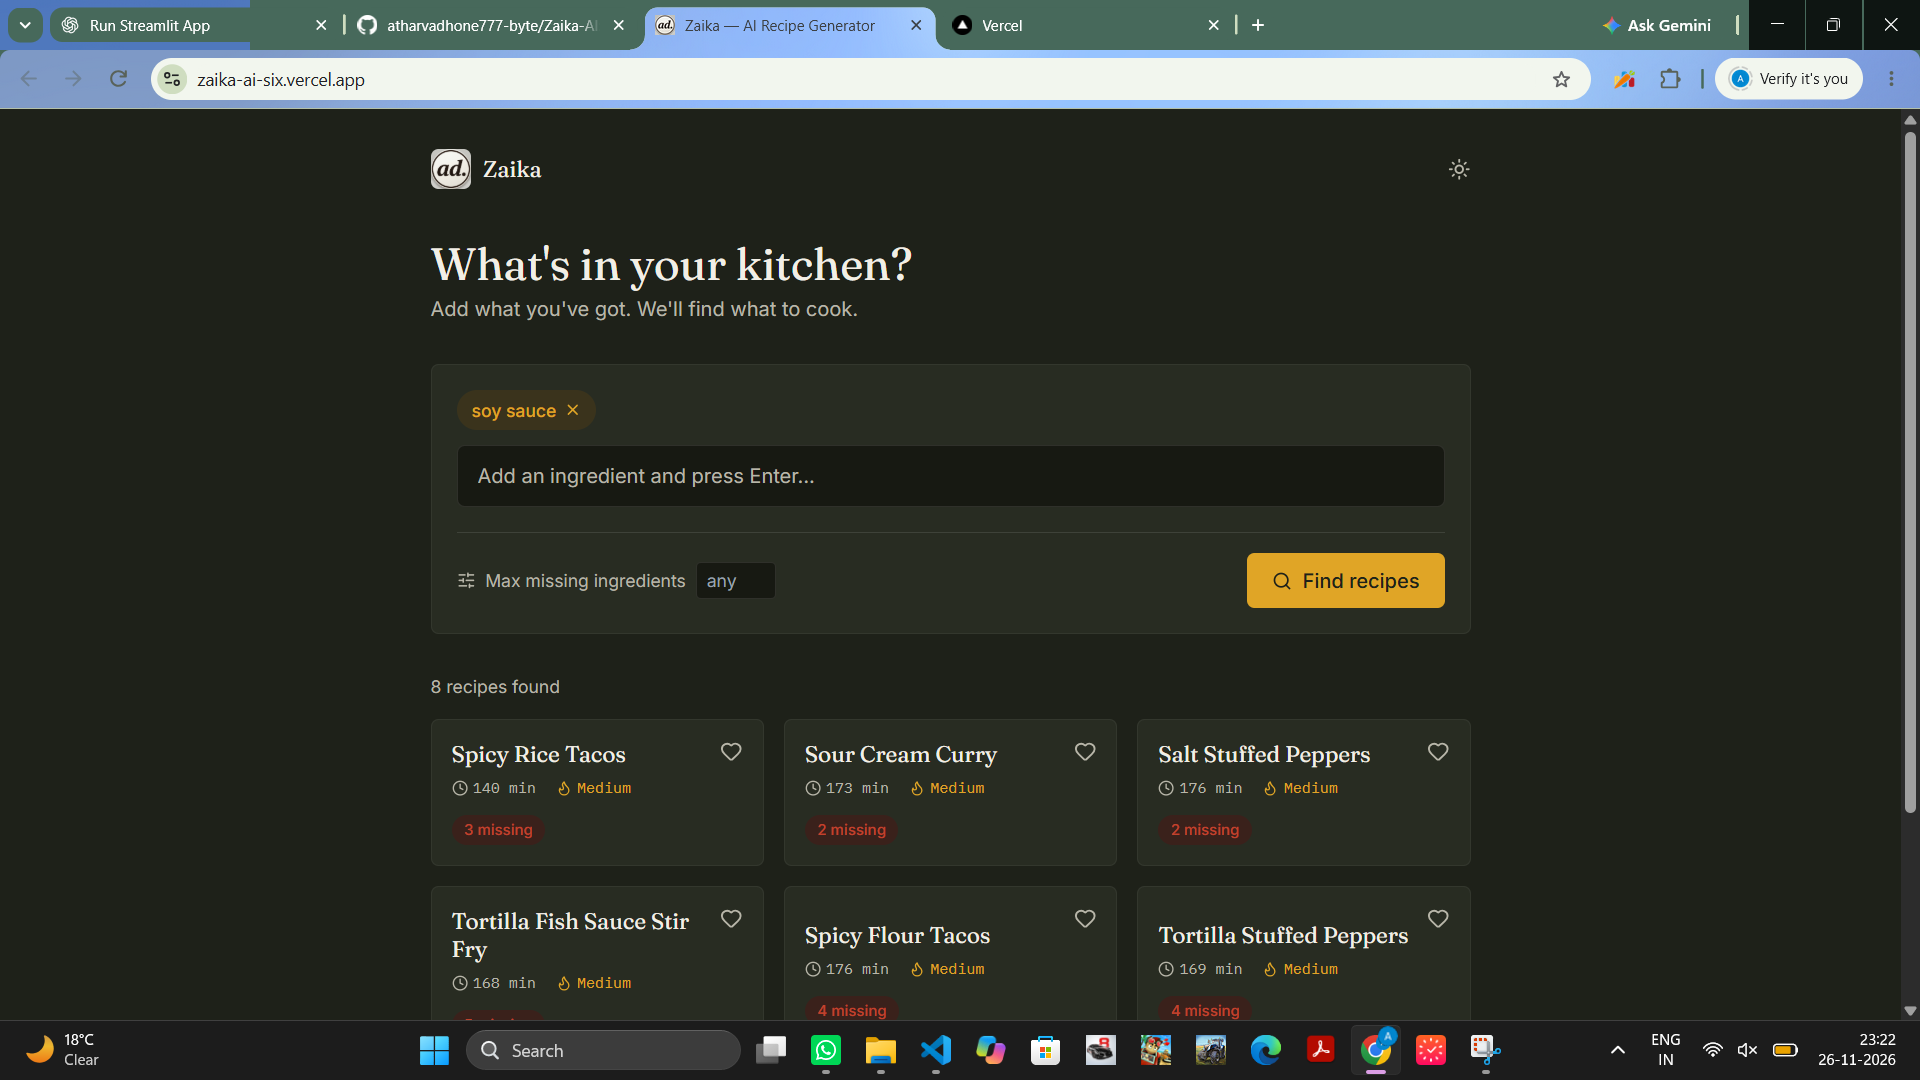 Run Streamlit App
atharvadhone777-byte/Zaika-AI
Zaika — AI Recipe Generator
Vercel
Ask Gemini
zaika-ai-six.vercel.app
A
Verify it's you
ad.
Zaika
What's in your kitchen?
Add what you've got. We'll find what to cook.
soy sauce
Add an ingredient and press Enter...
Max missing ingredients any
Find recipes
8 recipes found
Spicy Rice Tacos
140 min Medium
3 missing
Sour Cream Curry
173 min Medium
2 missing
Salt Stuffed Peppers
176 min Medium
2 missing
Tortilla Fish Sauce Stir
Fry
168 min Medium
Spicy Flour Tacos
176 min Medium
4 missing
Tortilla Stuffed Peppers
169 min Medium
4 missing
18°C
Clear
Search
A
ENG
IN
23:22
26-11-2026